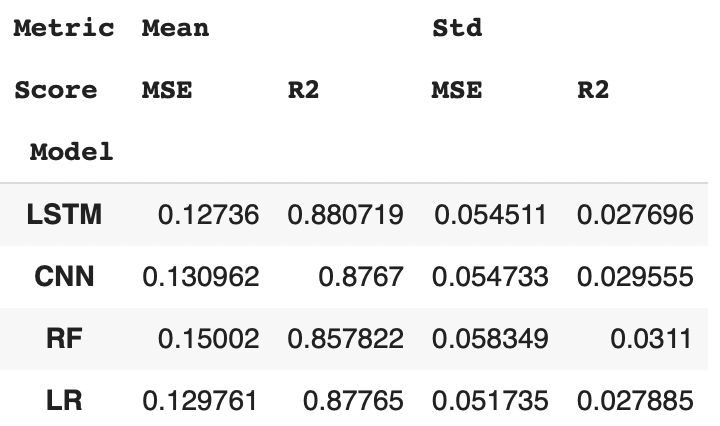 Metric Mean Std
Score MSE R2 MSE R2
Model
LSTM 0.12736 0.880719 0.054511 0.027696
CNN 0.130962 0.8767 0.054733 0.029555
RF 0.15002 0.857822 0.058349 0.0311
LR 0.129761 0.87765 0.051735 0.027885